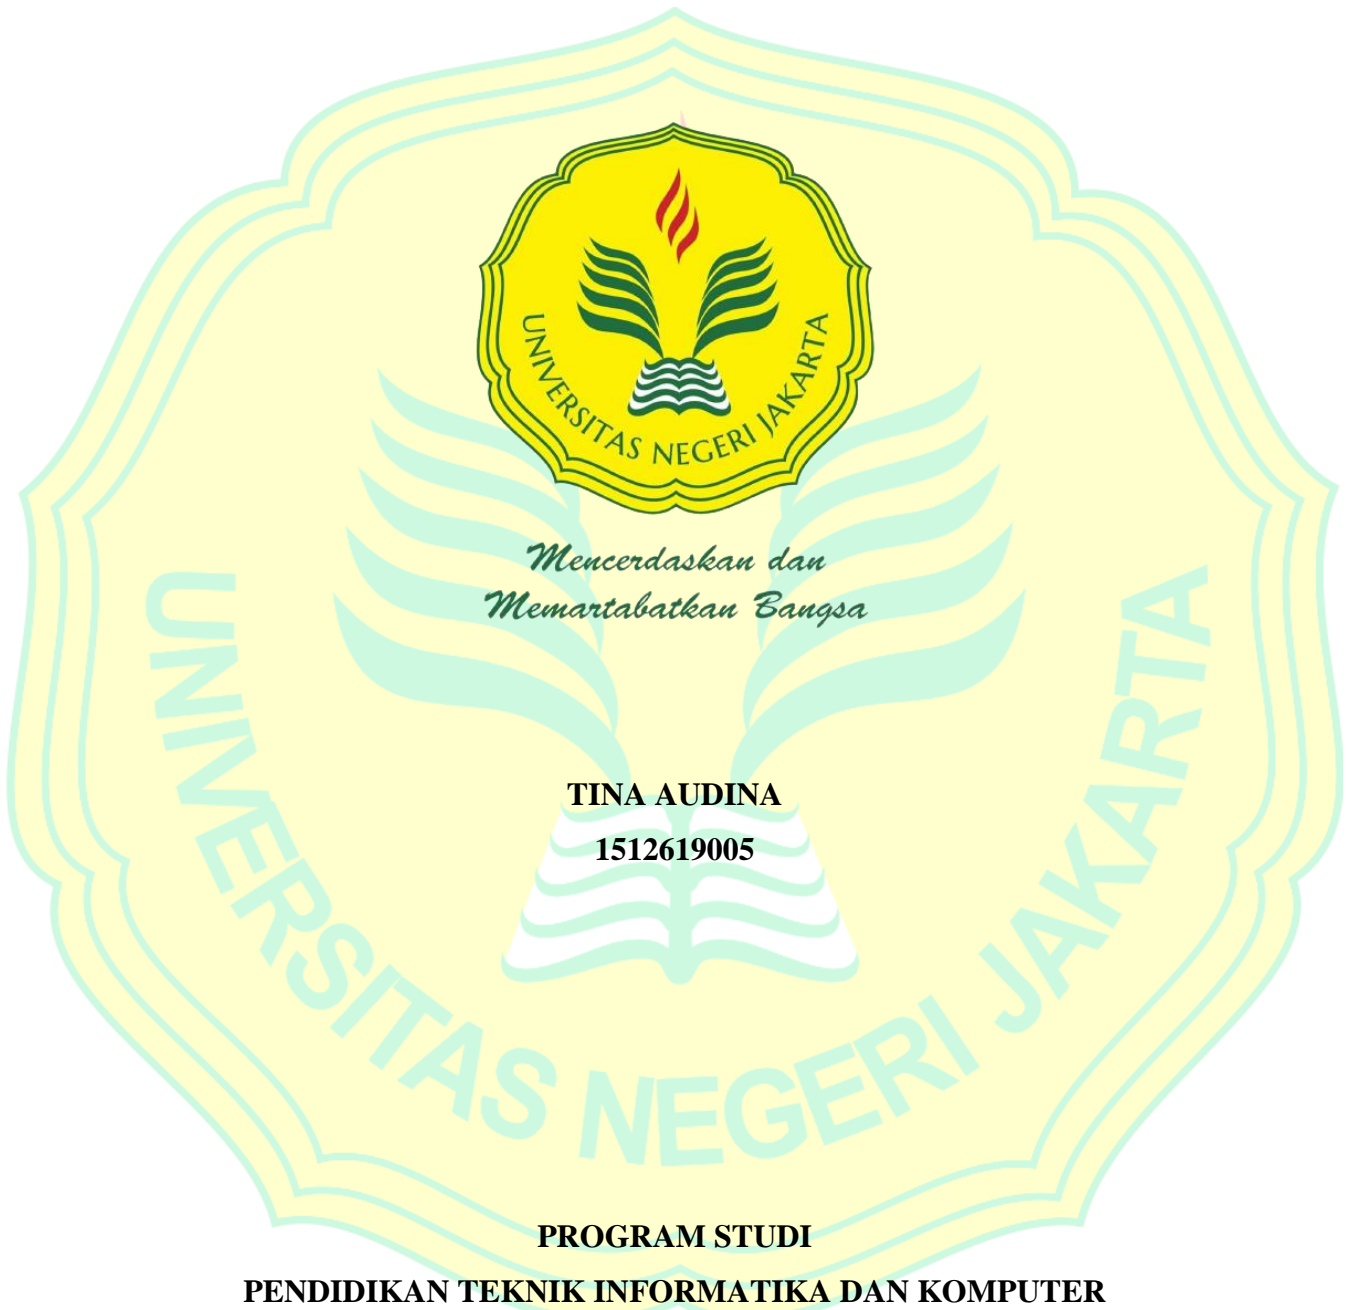 UNIVERSITAS NEGERI JAKARTA
Mencerdaskan dan
Memartabatkan Bangsa
UNIVERSITAS NEGERI JAKARTA
TINA AUDINA
1512619005
PROGRAM STUDI
PENDIDIKAN TEKNIK INFORMATIKA DAN KOMPUTER